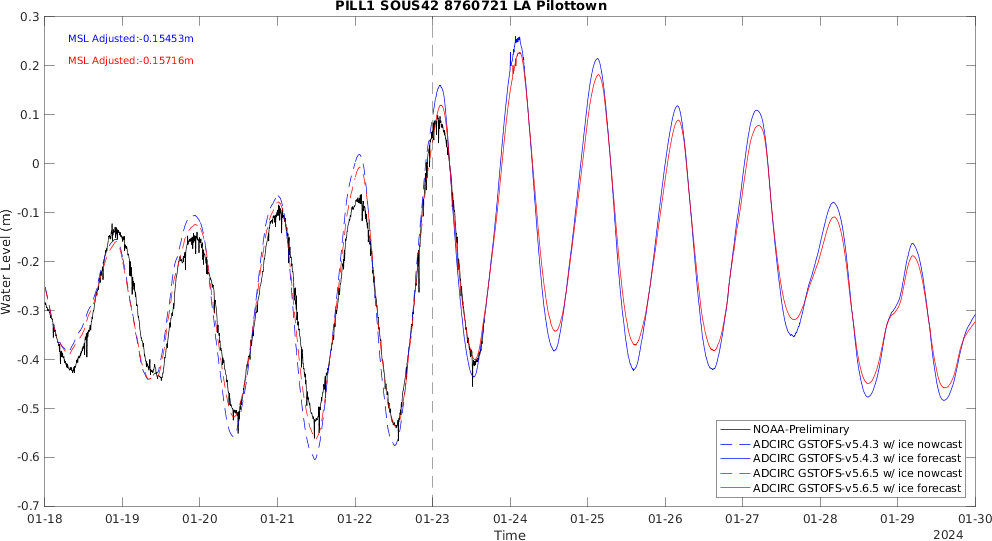 PILL1 SOUS42 8760721 LA Pilottown
MSL Adjusted:-0.15453m
MSL Adjusted:-0.15716m
0.3
0.2
0.1
0
-0.1
-0.2
-0.3
-0.4
-0.5
-0.6
-0.7
Water Level (m)
01-18 01-19 01-20 01-21 01-22 01-23 01-24 01-25 01-26 01-27 01-28 01-29 01-30
Time
2024
NOAA-Preliminary
ADCIRC GSTOFS-v5.4.3 w/ ice nowcast
ADCIRC GSTOFS-v5.4.3 w/ ice forecast
ADCIRC GSTOFS-v5.6.5 w/ ice nowcast
ADCIRC GSTOFS-v5.6.5 w/ ice forecast